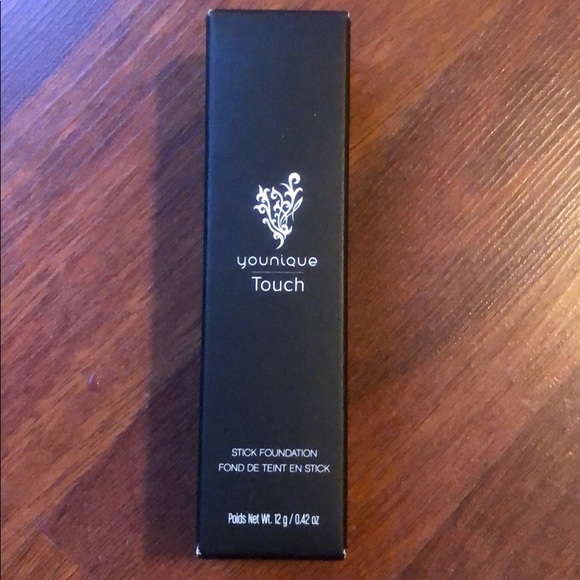 younique
Touch
STICK FOUNDATION
FOND DE TEINT EN STICK
Poids Net Wt. 12 g / 0.42 oz